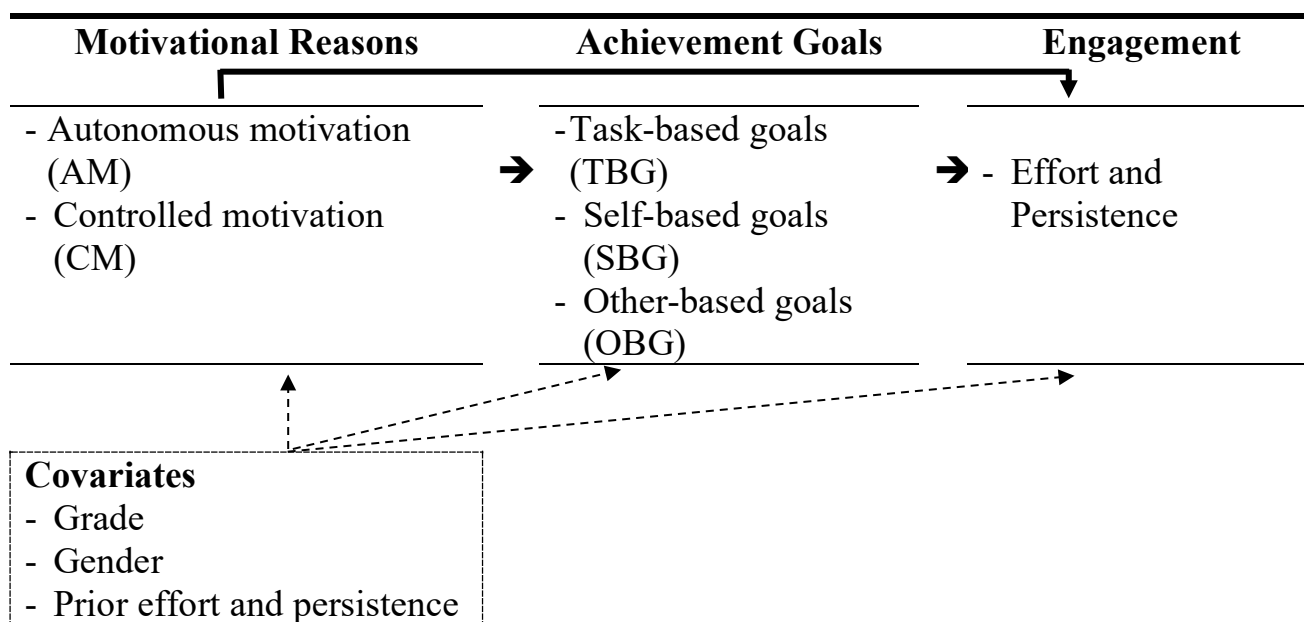 Motivational Reasons
Achievement Goals
Engagement
- Autonomous motivation
(AM)
- Controlled motivation
(CM)
-Task-based goals
(TBG)
- Self-based goals
(SBG)
- Other-based goals
(OBG)
- Effort and
Persistence
Covariates
- Grade
- Gender
- Prior effort and persistence